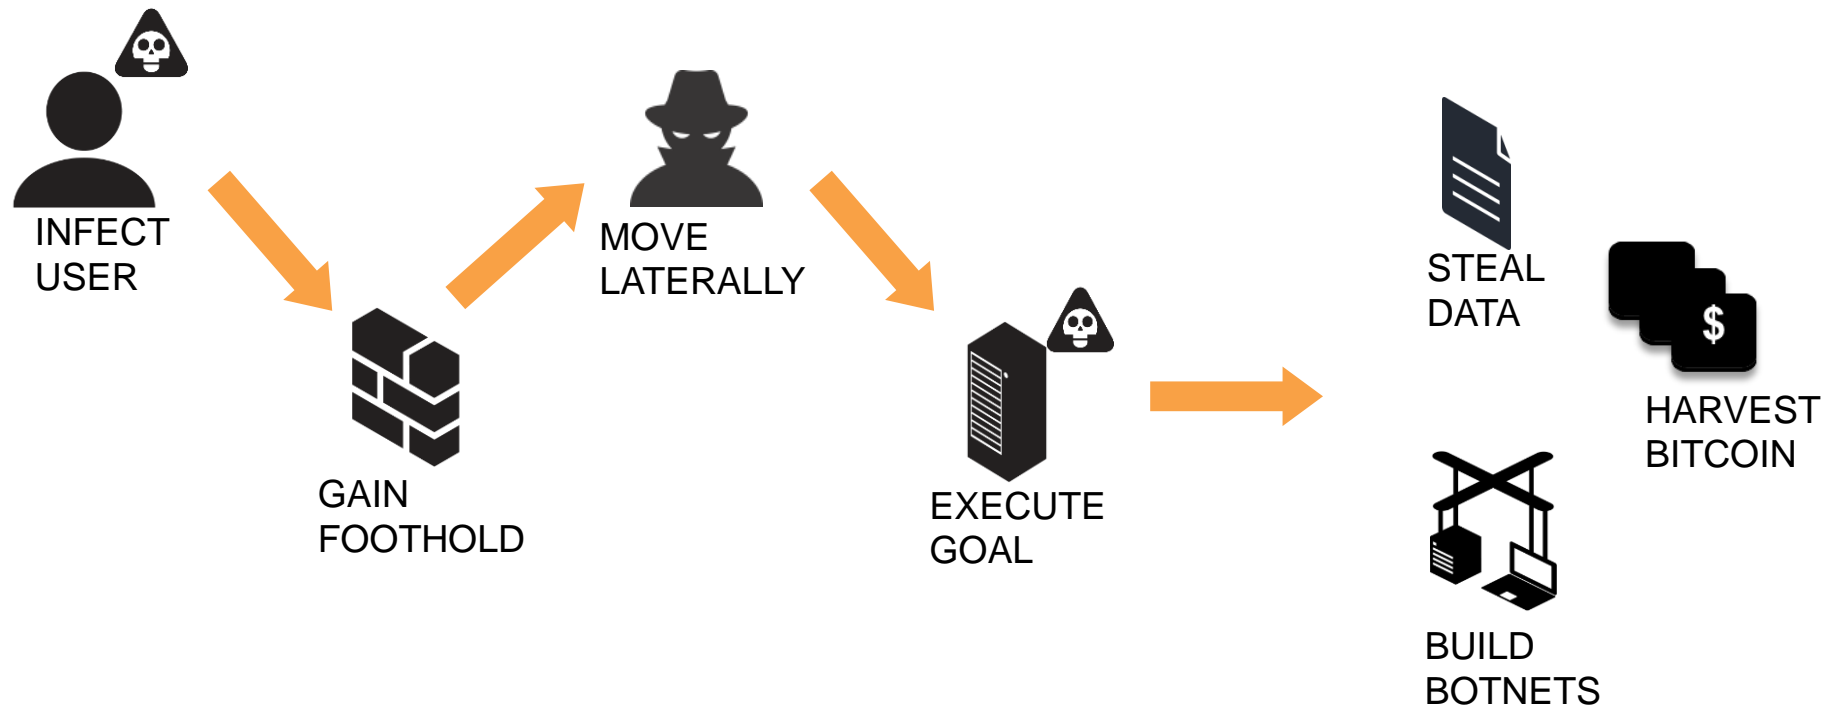 INFECT
USER
GAIN
FOOTHOLD
MOVE
LATERALLY
EXECUTE
GOAL
STEAL
DATA
$
HARVEST
BITCOIN
BUILD
BOTNETS